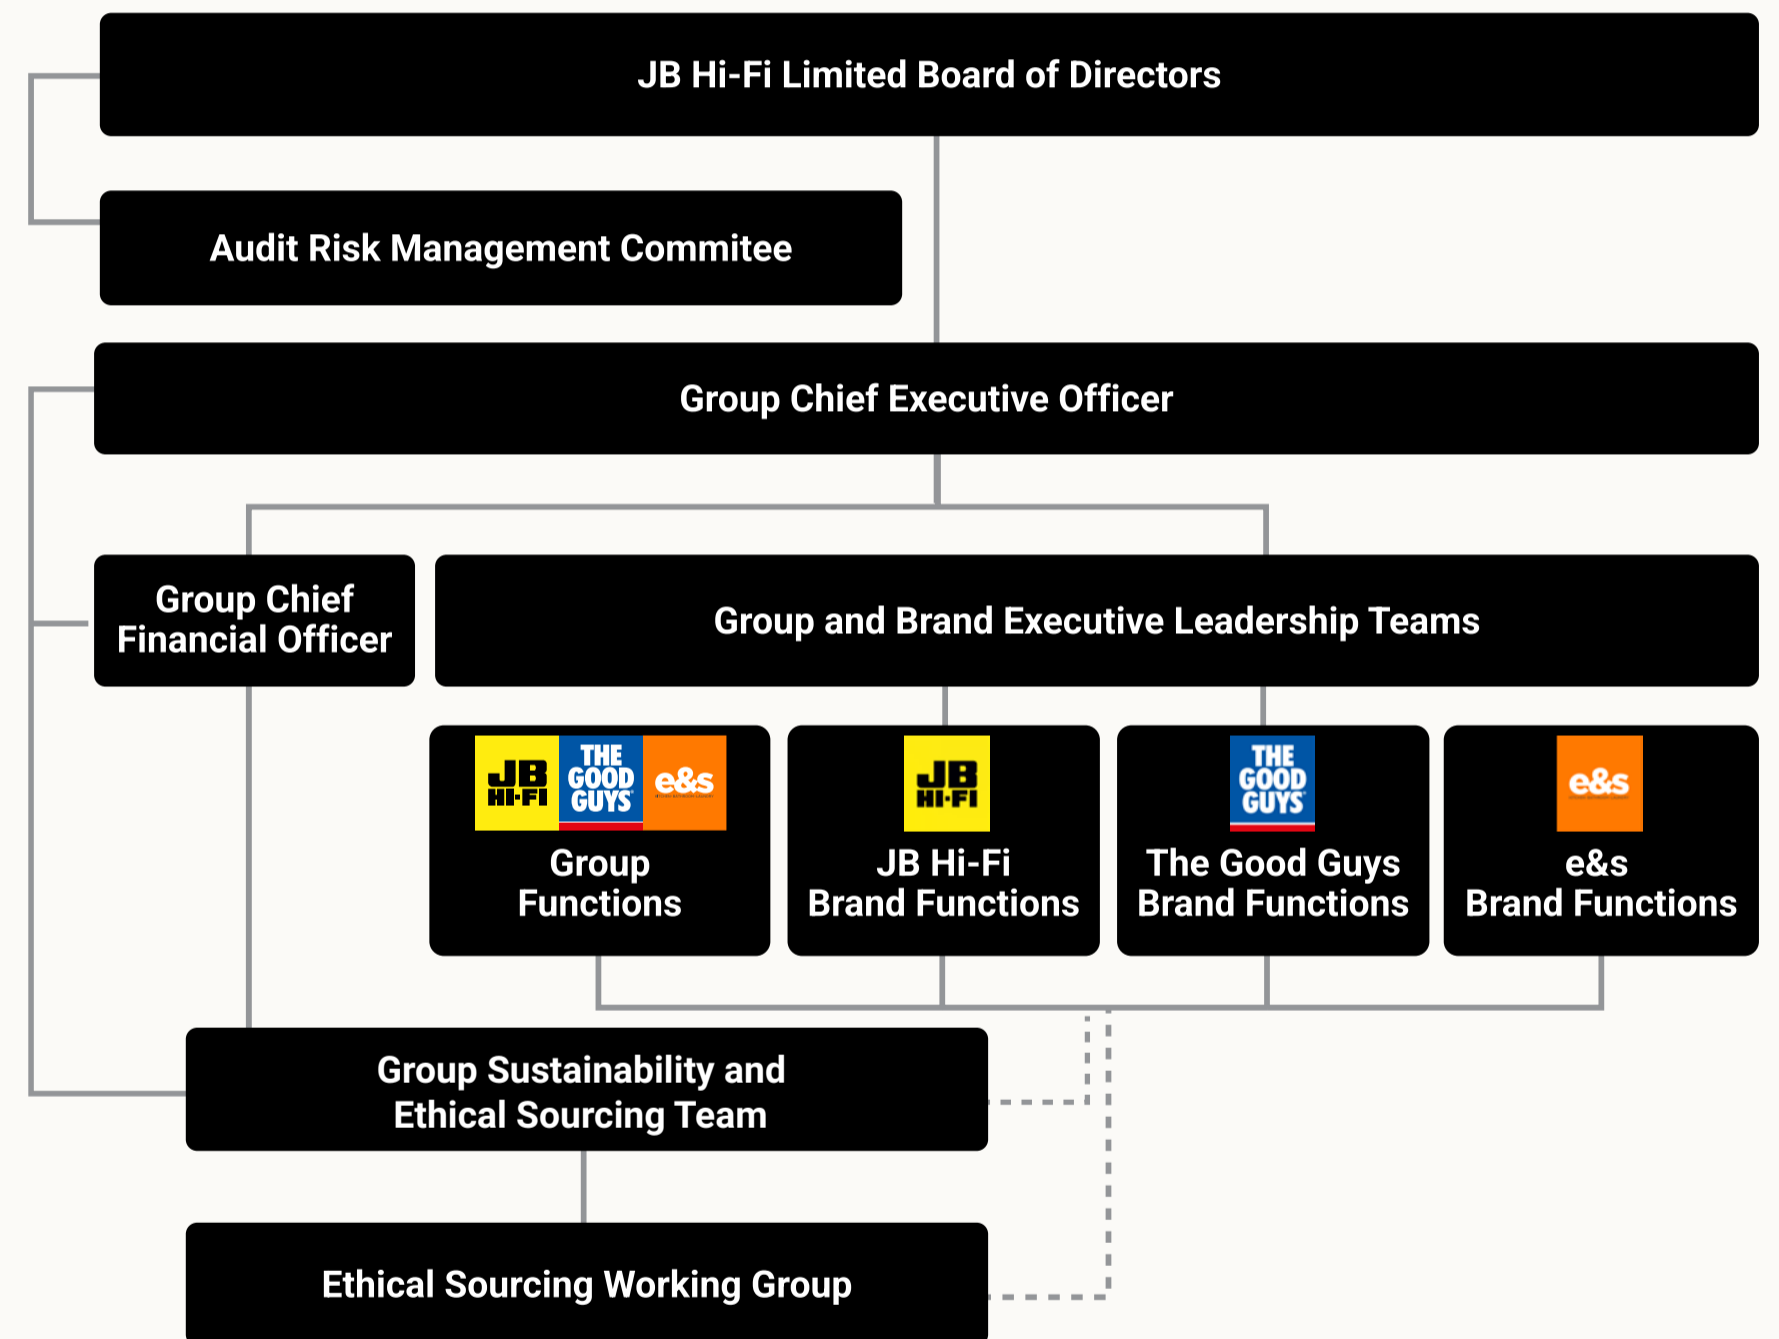 JB Hi-Fi Limited Board of Directors
Audit Risk Management Commitee
Group Chief Executive Officer
Group Chief
Financial Officer
Group and Brand Executive Leadership Teams
JB
HI-FI
THE
GOOD
GUYS
e&s
Group
Functions
JB
HI-FI
JB Hi-Fi
Brand Functions
THE
GOOD
GUYS
The Good Guys
Brand Functions
e&s
e&s
Brand Functions
Group Sustainability and
Ethical Sourcing Team
Ethical Sourcing Working Group